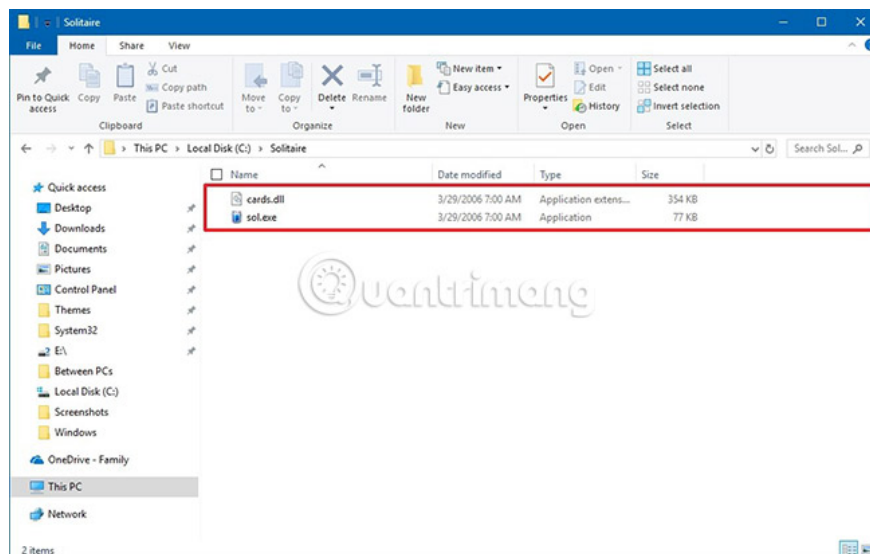 Solitaire
File Home Share View
Pin to Quick access
Copy
Paste
Cut
Copy path
Paste shortcut
Clipboard
Move to
Copy to
Delete
Rename
Organize
New folder
New item
Easy access
New
Properties
Open
Edit
History
Open
Select all
Select none
Invert selection
Select
This PC > Local Disk (C:) > Solitaire
Search Sol...
Name Date modified Type Size
cards.dll 3/29/2006 7:00 AM Application extens... 354 KB
sol.exe 3/29/2006 7:00 AM Application 77 KB
Quick access
Desktop
Downloads
Documents
Pictures
Control Panel
Themes
System32
E:\
Between PCs
Local Disk (C:)
Screenshots
Windows
OneDrive - Family
This PC
Network
2 items
Quantrimang